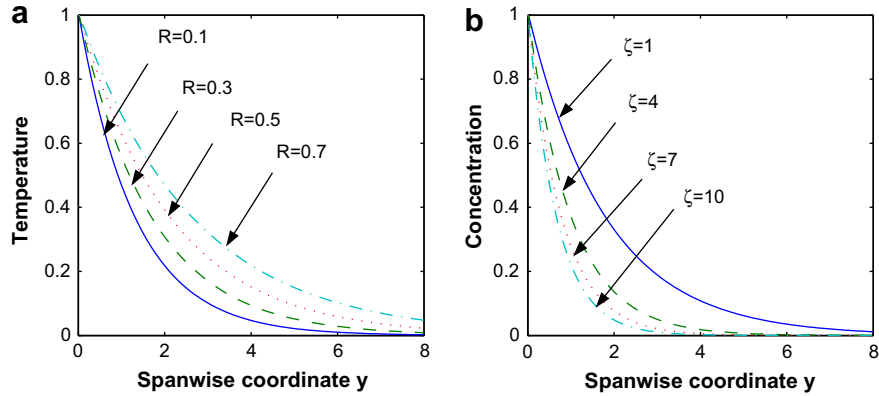 a
R=0.1
R=0.3
R=0.5
R=0.7
1
0.8
0.6
0.4
0.2
0
0
2
4
6
8
Temperature
Spanwise coordinate y
b
ζ=1
ζ=4
ζ=7
ζ=10
1
0.8
0.6
0.4
0.2
0
0
2
4
6
8
Concentration
Spanwise coordinate y